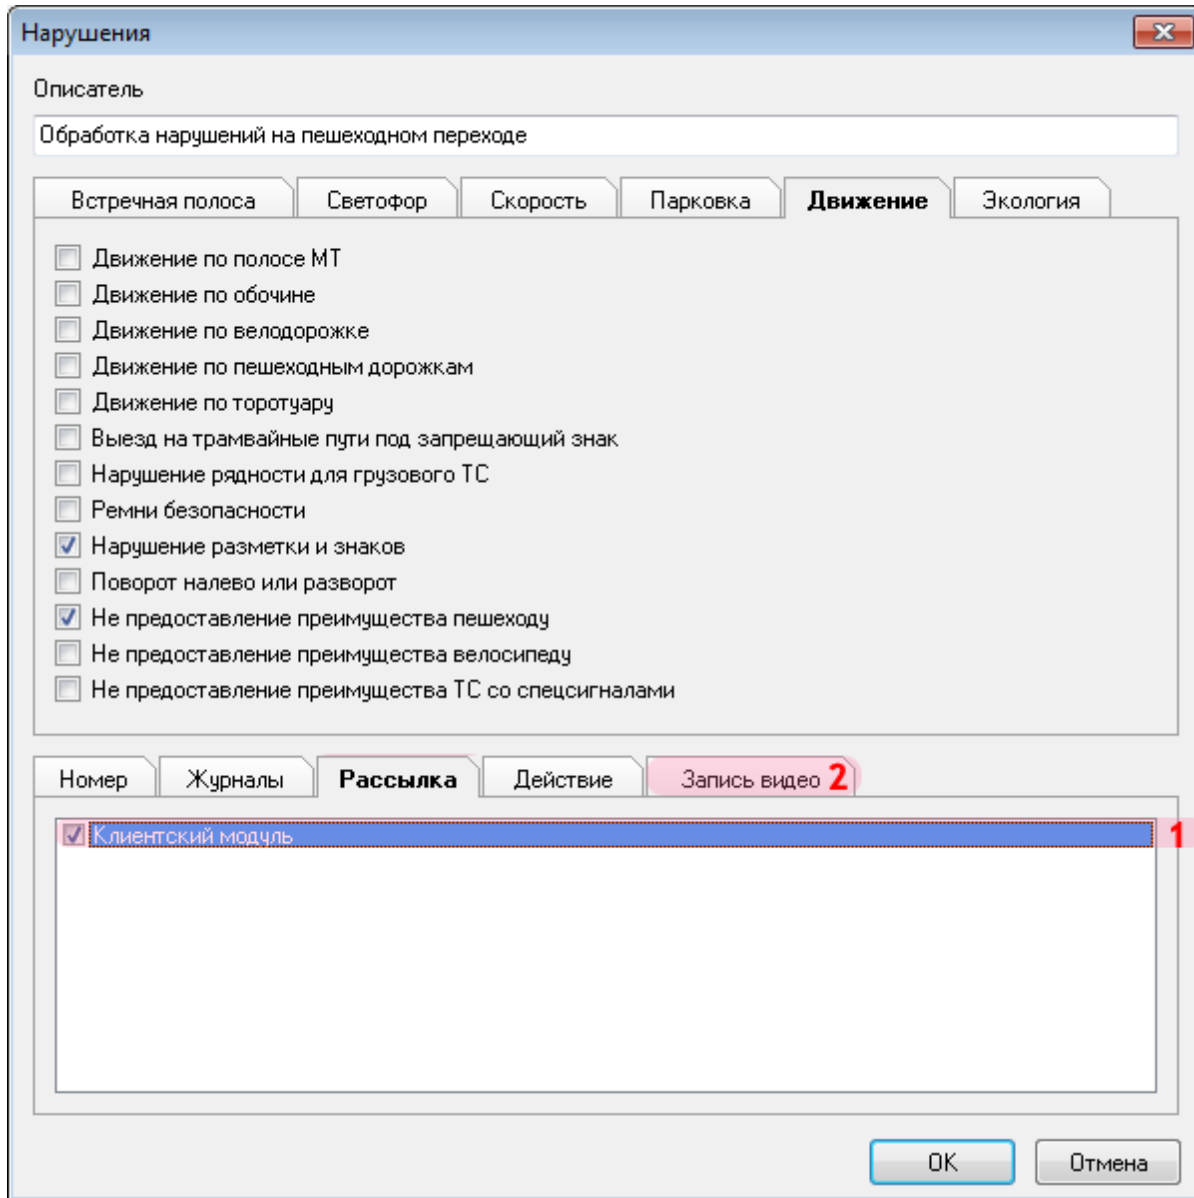 Нарушения
Описатель
Обработка нарушений на пешеходном переходе
Встречная полоса Светофор Скорость Парковка Движение Экология
Движение по полосе МТ
Движение по обочине
Движение по велодорожке
Движение по пешеходным дорожкам
Движение по торотуару
Выезд на трамвайные пути под запрещающий знак
Нарушение рядности для грузового ТС
Ремни безопасности
Нарушение разметки и знаков
Поворот налево или разворот
Не предоставление преимущества пешеходу
Не предоставление преимущества велосипеду
Не предоставление преимущества ТС со спецсигналами
Номер Журналы Рассылка Действие Запись видео 2
Клиентский модуль 1
OK Отмена